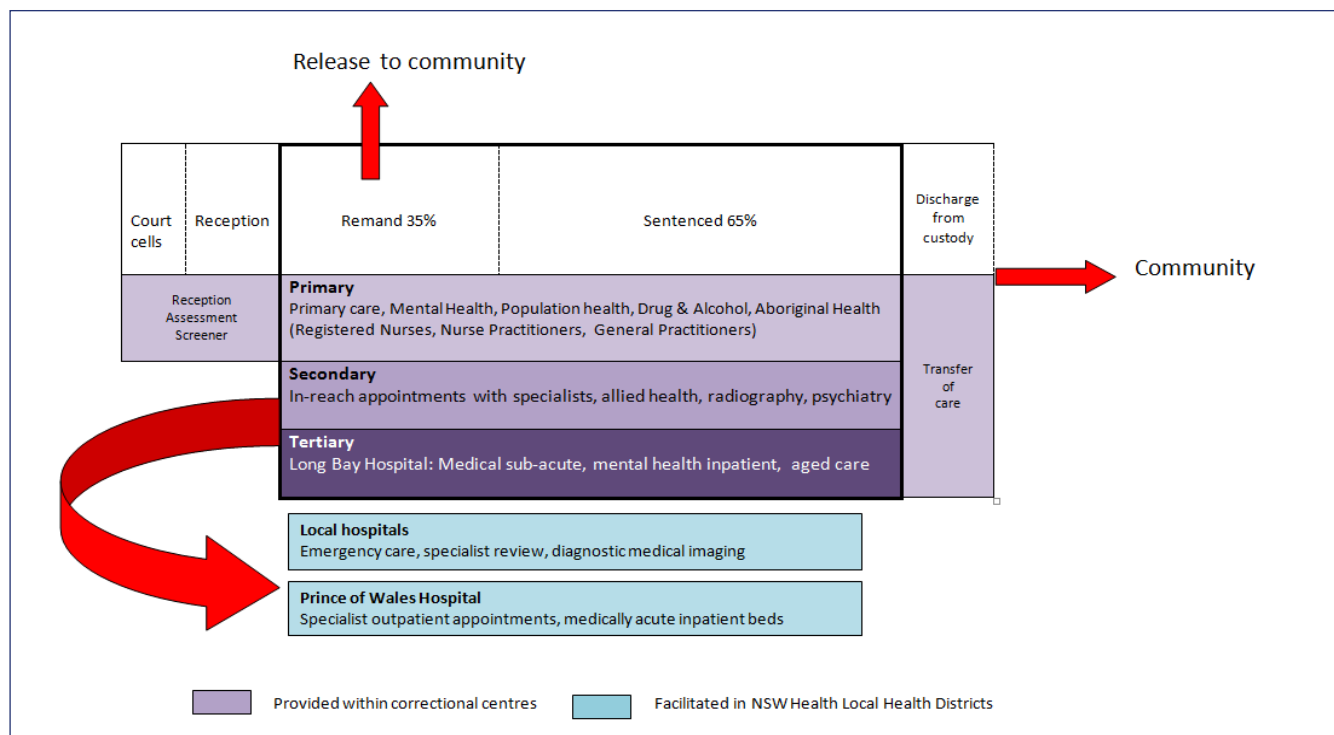 Release to community
Court
cells
Reception
Remand 35%
Sentenced 65%
Discharge
from
custody
Community
Reception
Assessment
Screener
Primary
Primary care, Mental Health, Population health, Drug & Alcohol, Aboriginal Health
(Registered Nurses, Nurse Practitioners, General Practitioners)
Secondary
In-reach appointments with specialists, allied health, radiography, psychiatry
Tertiary
Long Bay Hospital: Medical sub-acute, mental health inpatient, aged care
Transfer
of
care
Local hospitals
Emergency care, specialist review, diagnostic medical imaging
Prince of Wales Hospital
Specialist outpatient appointments, medically acute inpatient beds
Provided within correctional centres
Facilitated in NSW Health Local Health Districts